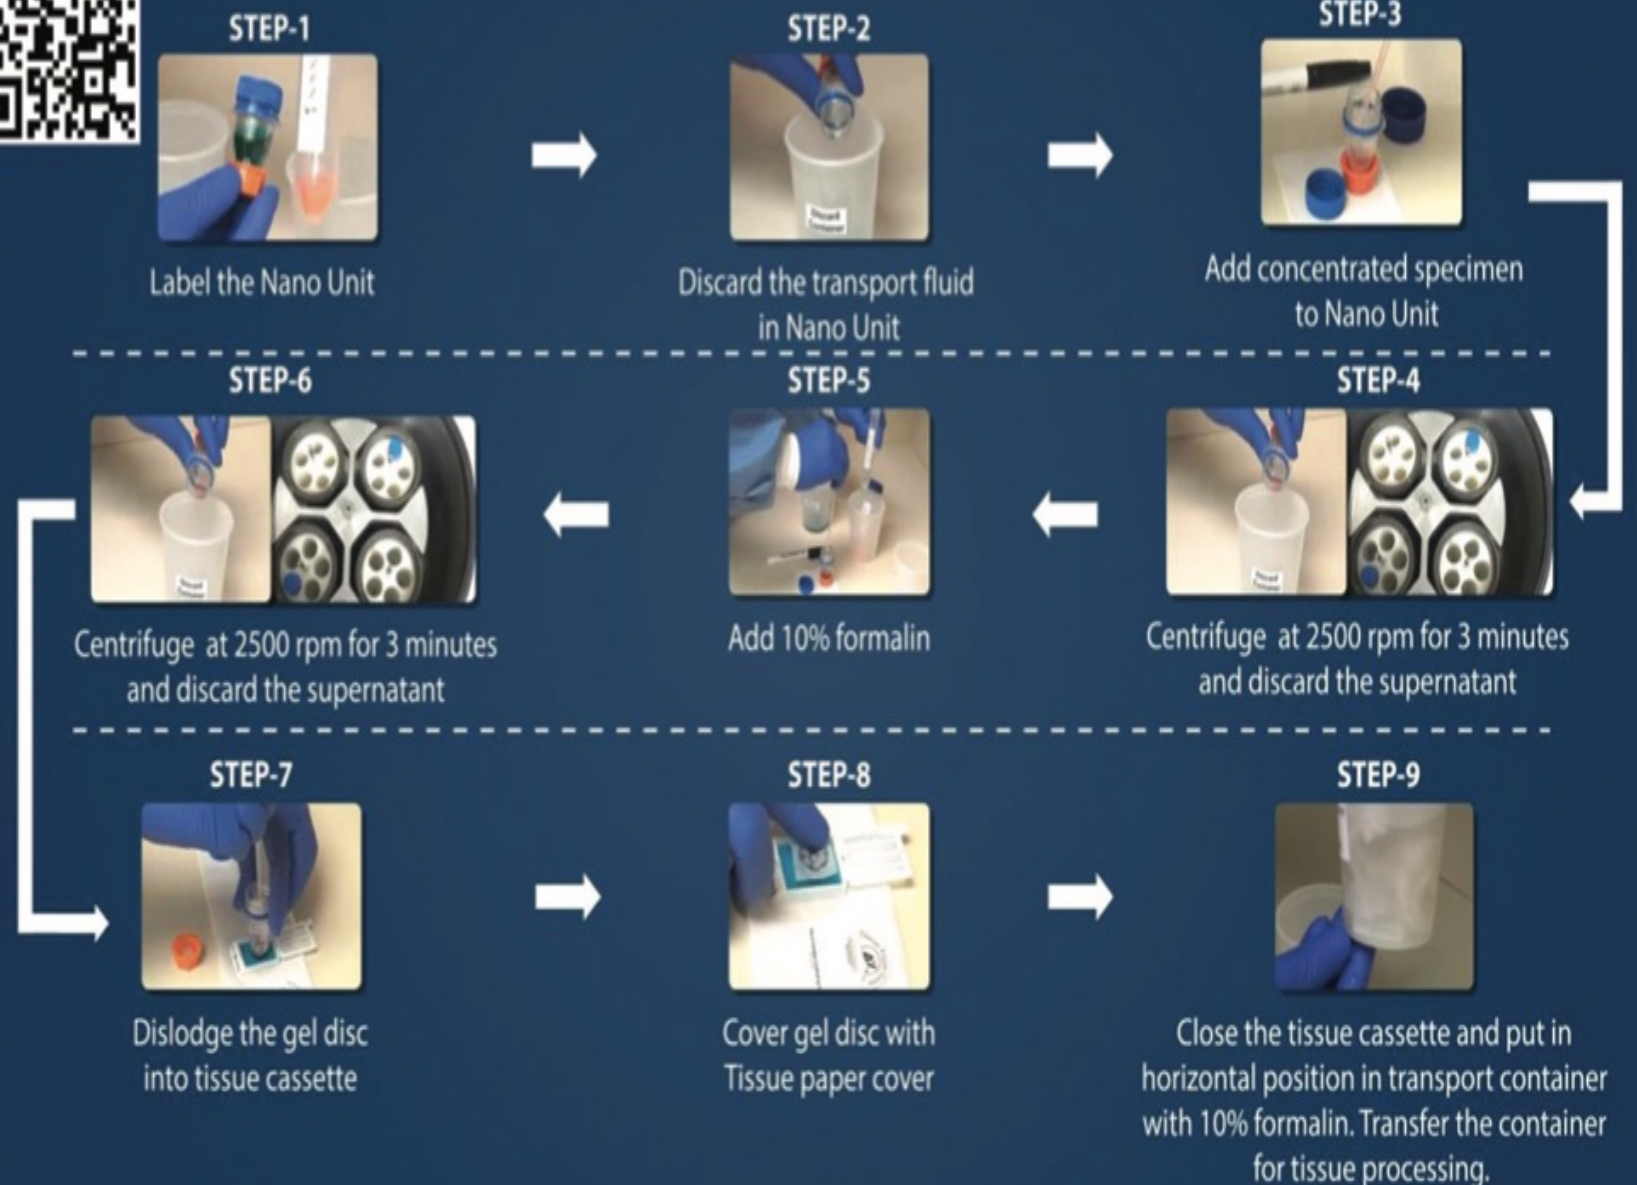 STEP-1
Label the Nano Unit
STEP-2
Discard the transport fluid
in Nano Unit
STEP-3
Add concentrated specimen
to Nano Unit
STEP-4
Centrifuge at 2500 rpm for 3 minutes
and discard the supernatant
STEP-5
Add 10% formalin
STEP-6
Centrifuge at 2500 rpm for 3 minutes
and discard the supernatant
STEP-7
Dislodge the gel disc
into tissue cassette
STEP-8
Cover gel disc with
Tissue paper cover
STEP-9
Close the tissue cassette and put in
horizontal position in transport container
with 10% formalin. Transfer the container
for tissue processing.
Discard
Container